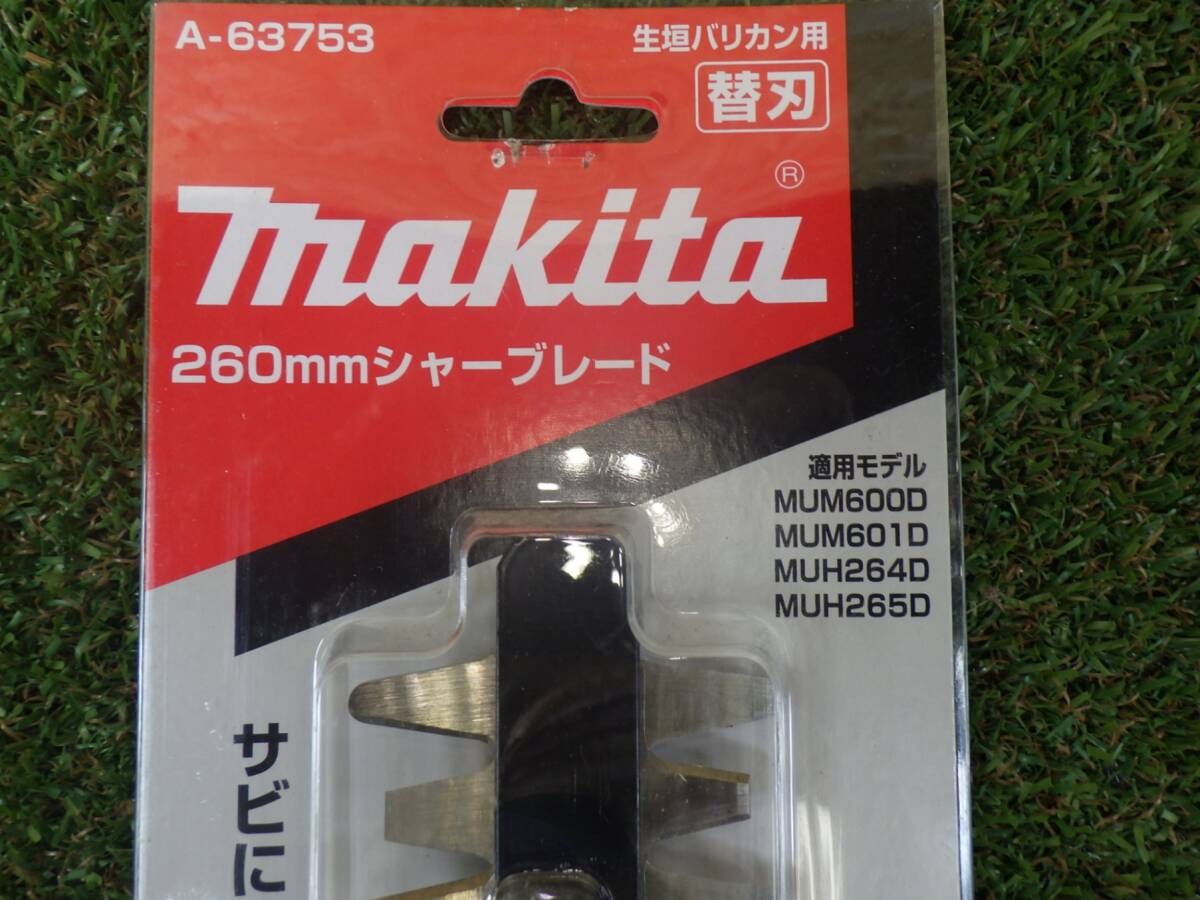 A-63753
生垣バリカン用
替刃
makita®
260mmシャーブレード
適用モデル
MUM600D
MUM601D
MUH264D
MUH265D
サビに